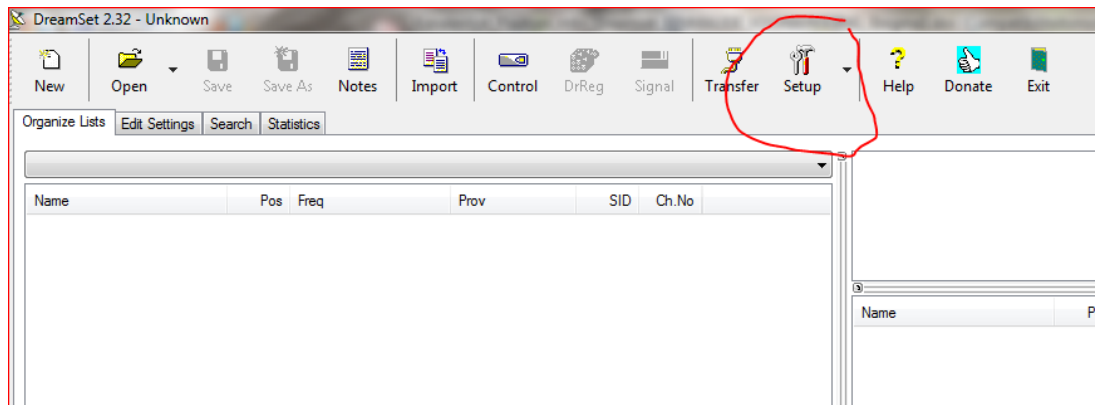 DreamSet 2.32 - Unknown
New Open Save Save As Notes Import Control DrReg Signal Transfer Setup Help Donate Exit
Organize Lists Edit Settings Search Statistics
Name Pos Freq Prov SID Ch.No
Name P